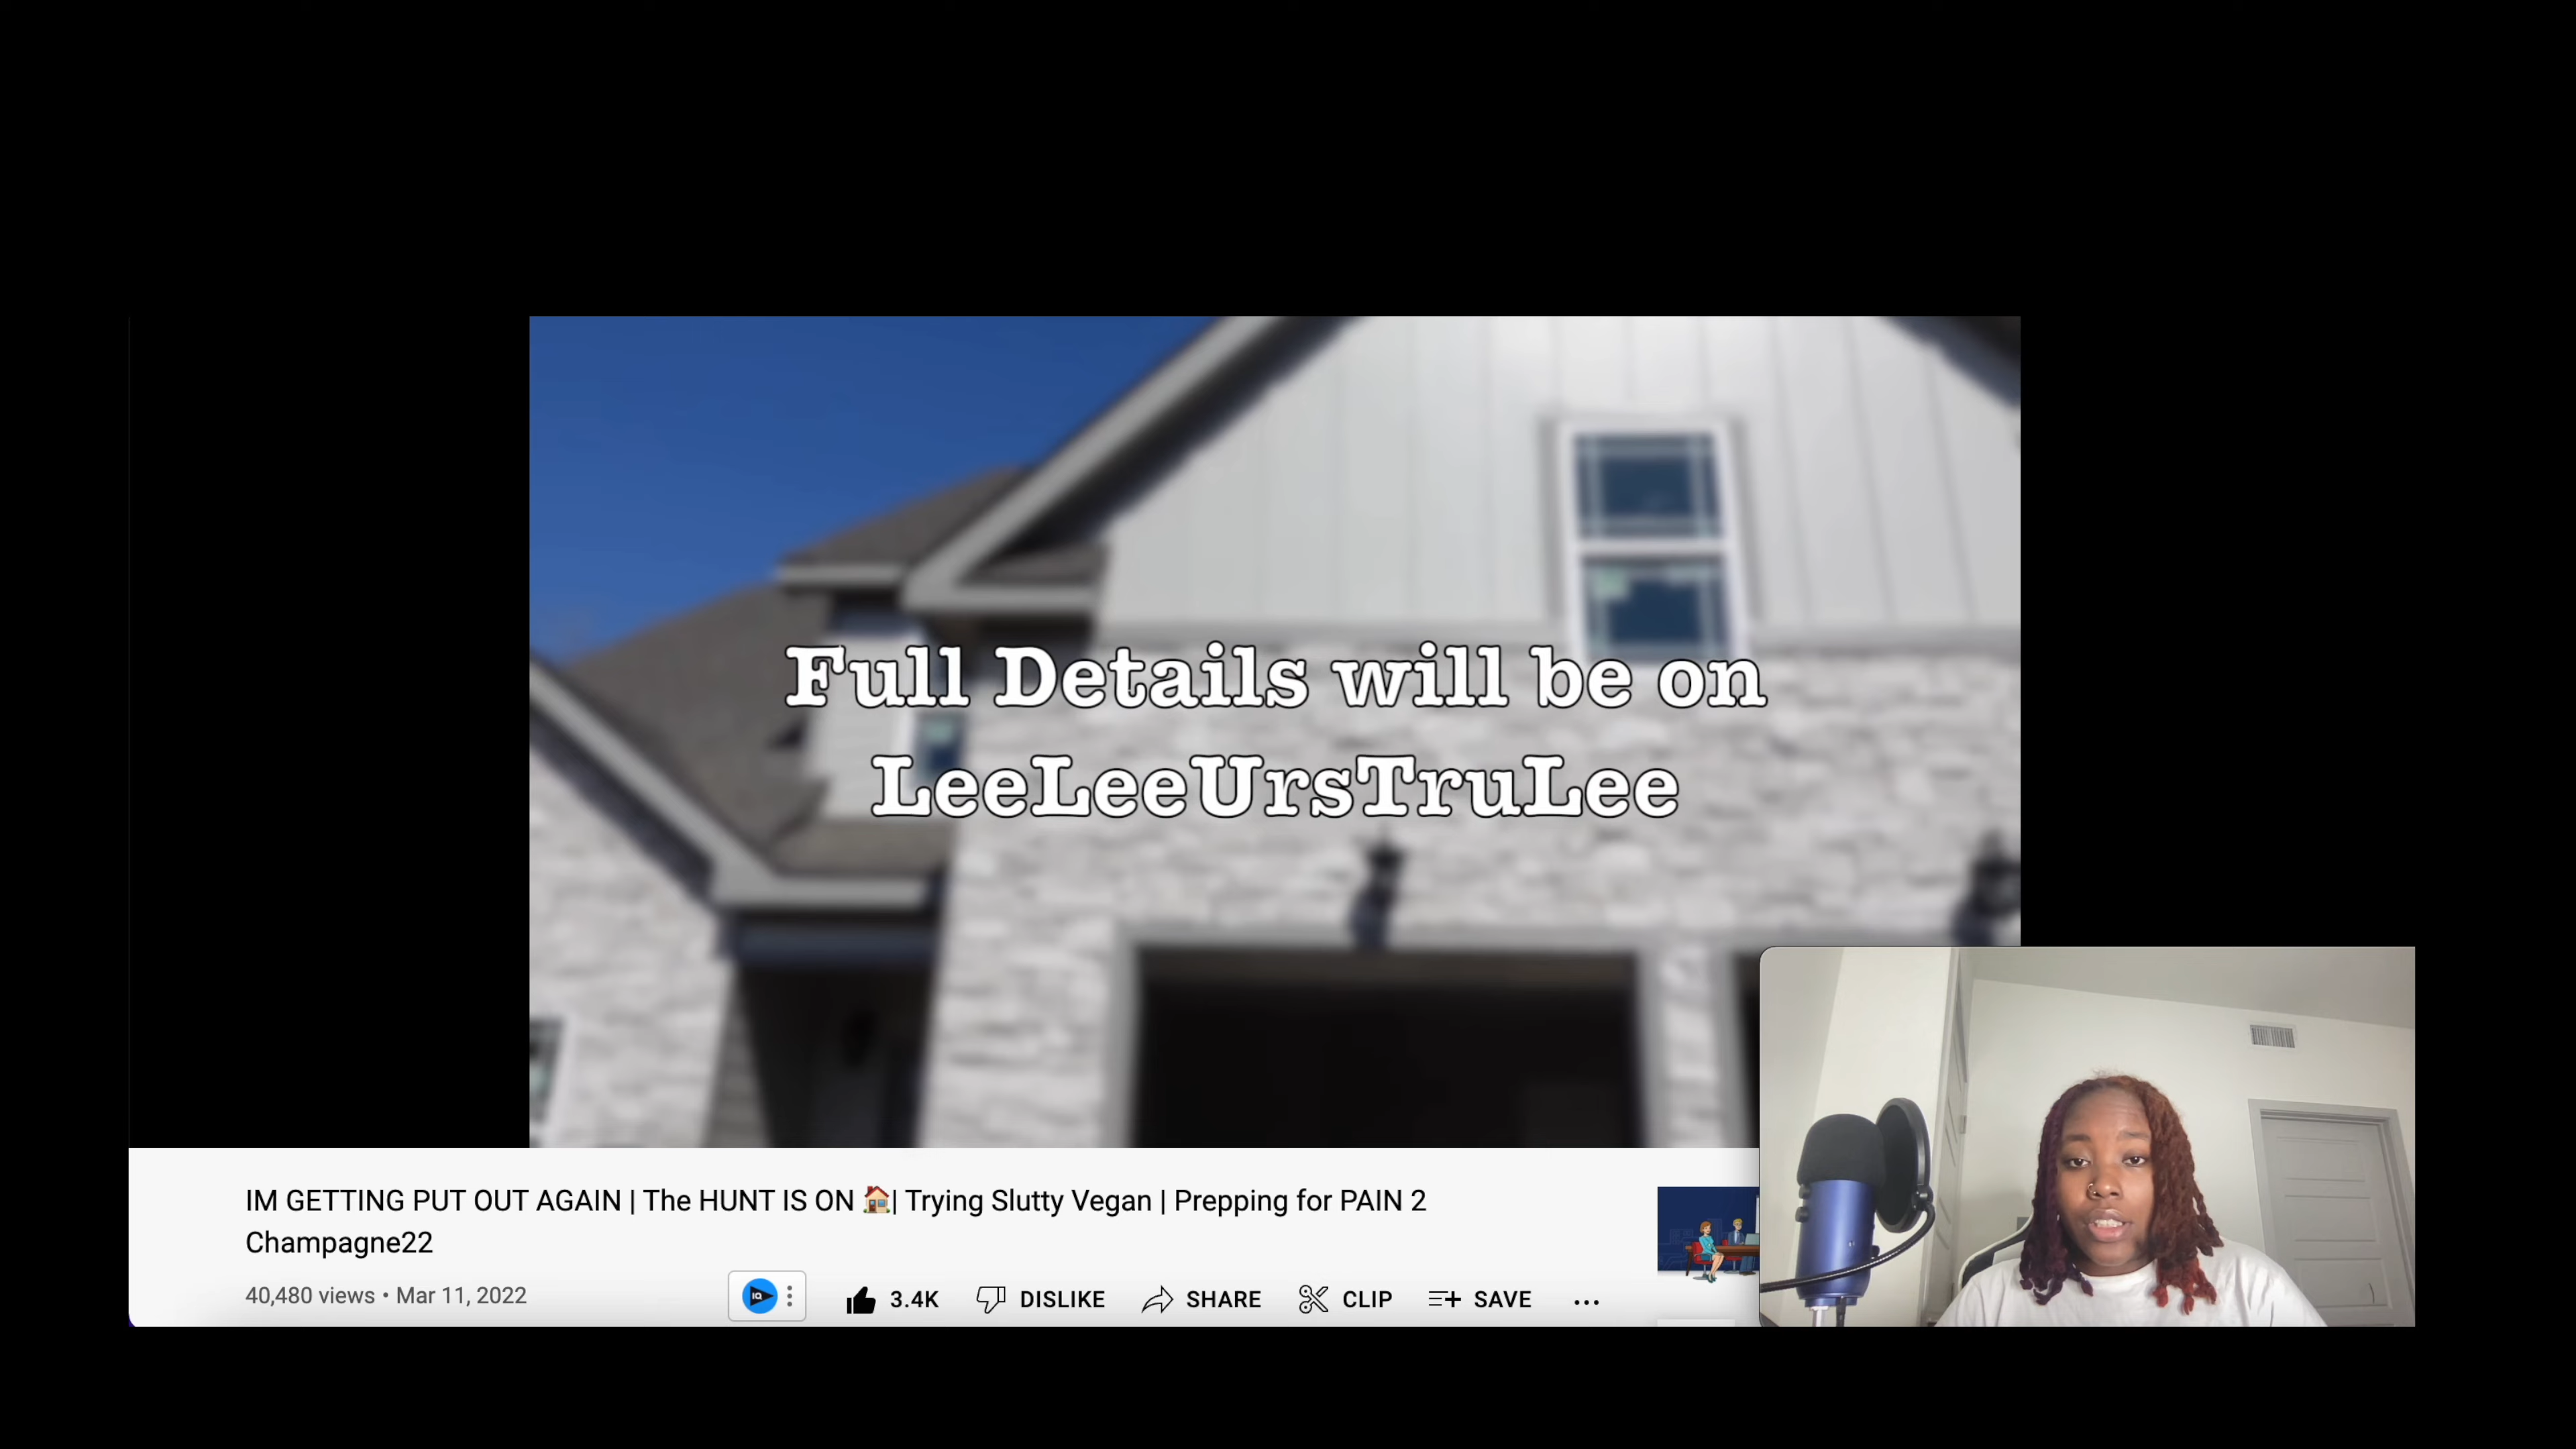 Full Details will be on
LeeLeeUrsTruLee
IM GETTING PUT OUT AGAIN | The HUNT IS ON 🏠| Trying Slutty Vegan | Prepping for PAIN 2
Champagne22
40,480 views • Mar 11, 2022
IQ
3.4K
DISLIKE
SHARE
CLIP
SAVE